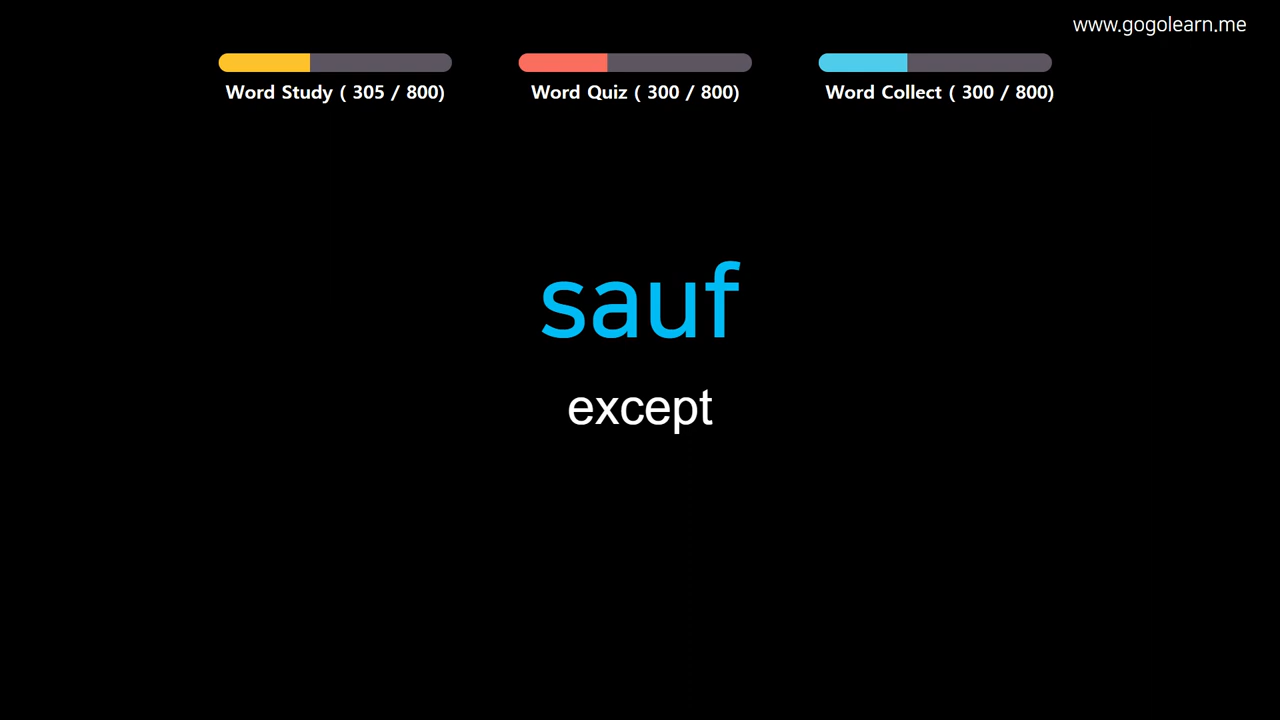 www.gogolearn.me
Word Study ( 305 / 800)
Word Quiz ( 300 / 800)
Word Collect ( 300 / 800)
sauf
except